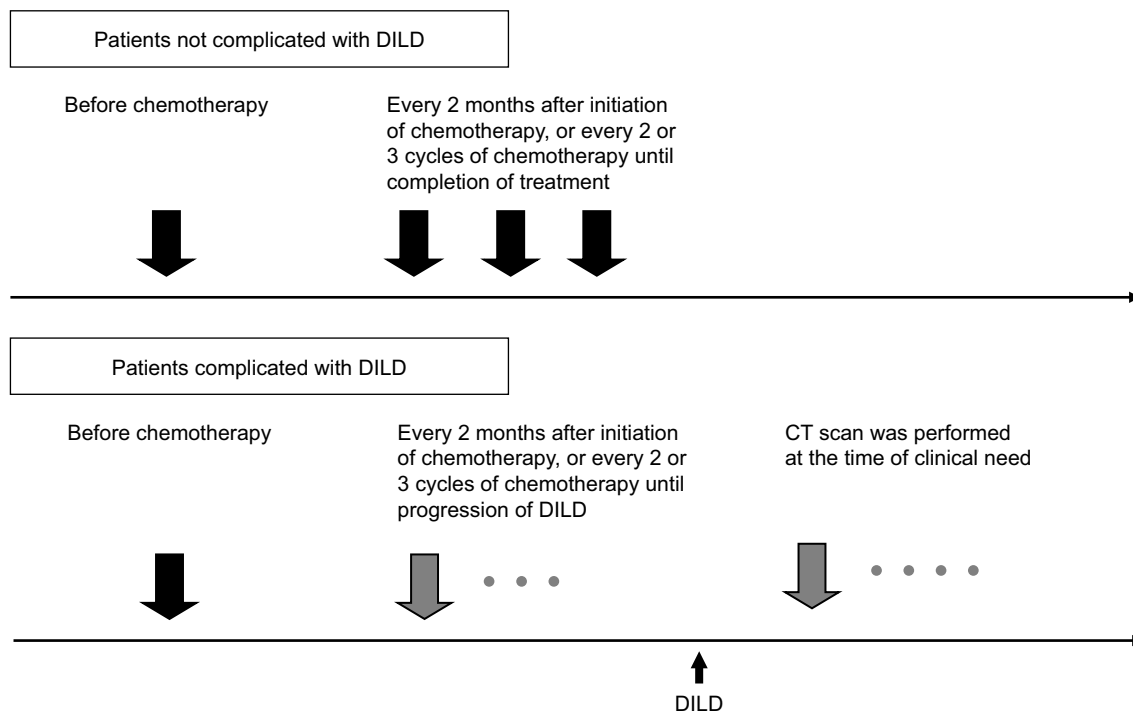 Patients not complicated with DILD
Before chemotherapy
Every 2 months after initiation
of chemotherapy, or every 2 or
3 cycles of chemotherapy until
completion of treatment
Patients complicated with DILD
Before chemotherapy
Every 2 months after initiation
of chemotherapy, or every 2 or
3 cycles of chemotherapy until
progression of DILD
CT scan was performed
at the time of clinical need
DILD